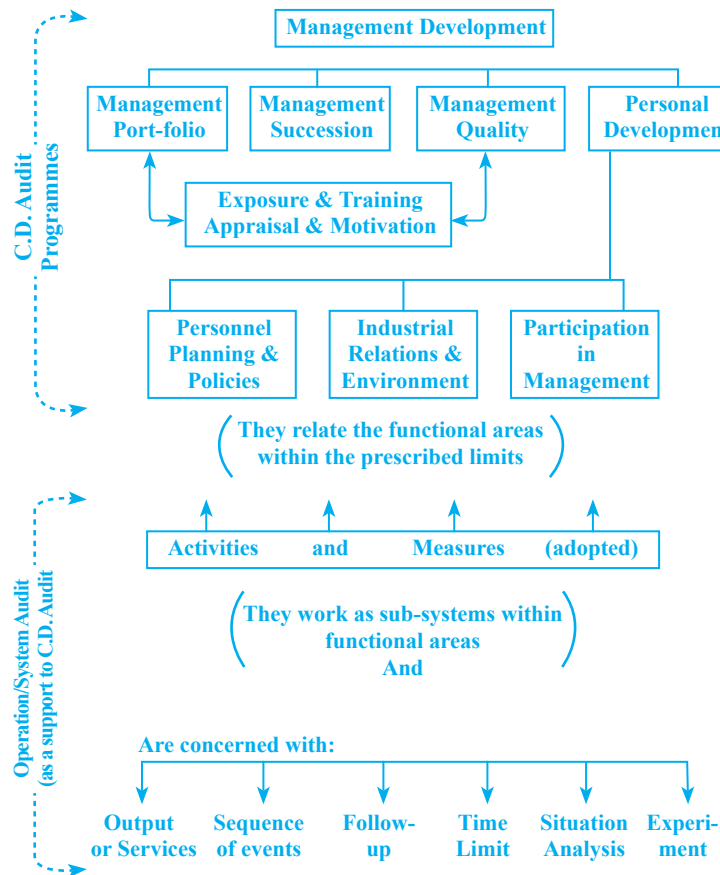 Management Development
Management
Port-folio
Management
Succession
Management
Quality
Personal
Development
Exposure & Training
Appraisal & Motivation
C.D. Audit
Programmes
Personnel
Planning &
Policies
Industrial
Relations &
Environment
Participation
in
Management
(They relate the functional areas
within the prescribed limits)
Activities and Measures (adopted)
(They work as sub-systems within
functional areas)
And
Operation/System Audit
(as a support to C.D. Audit
Are concerned with:
Output
or Services
Sequence
of events
Follow-
up
Time
Limit
Situation
Analysis
Experi-
ment